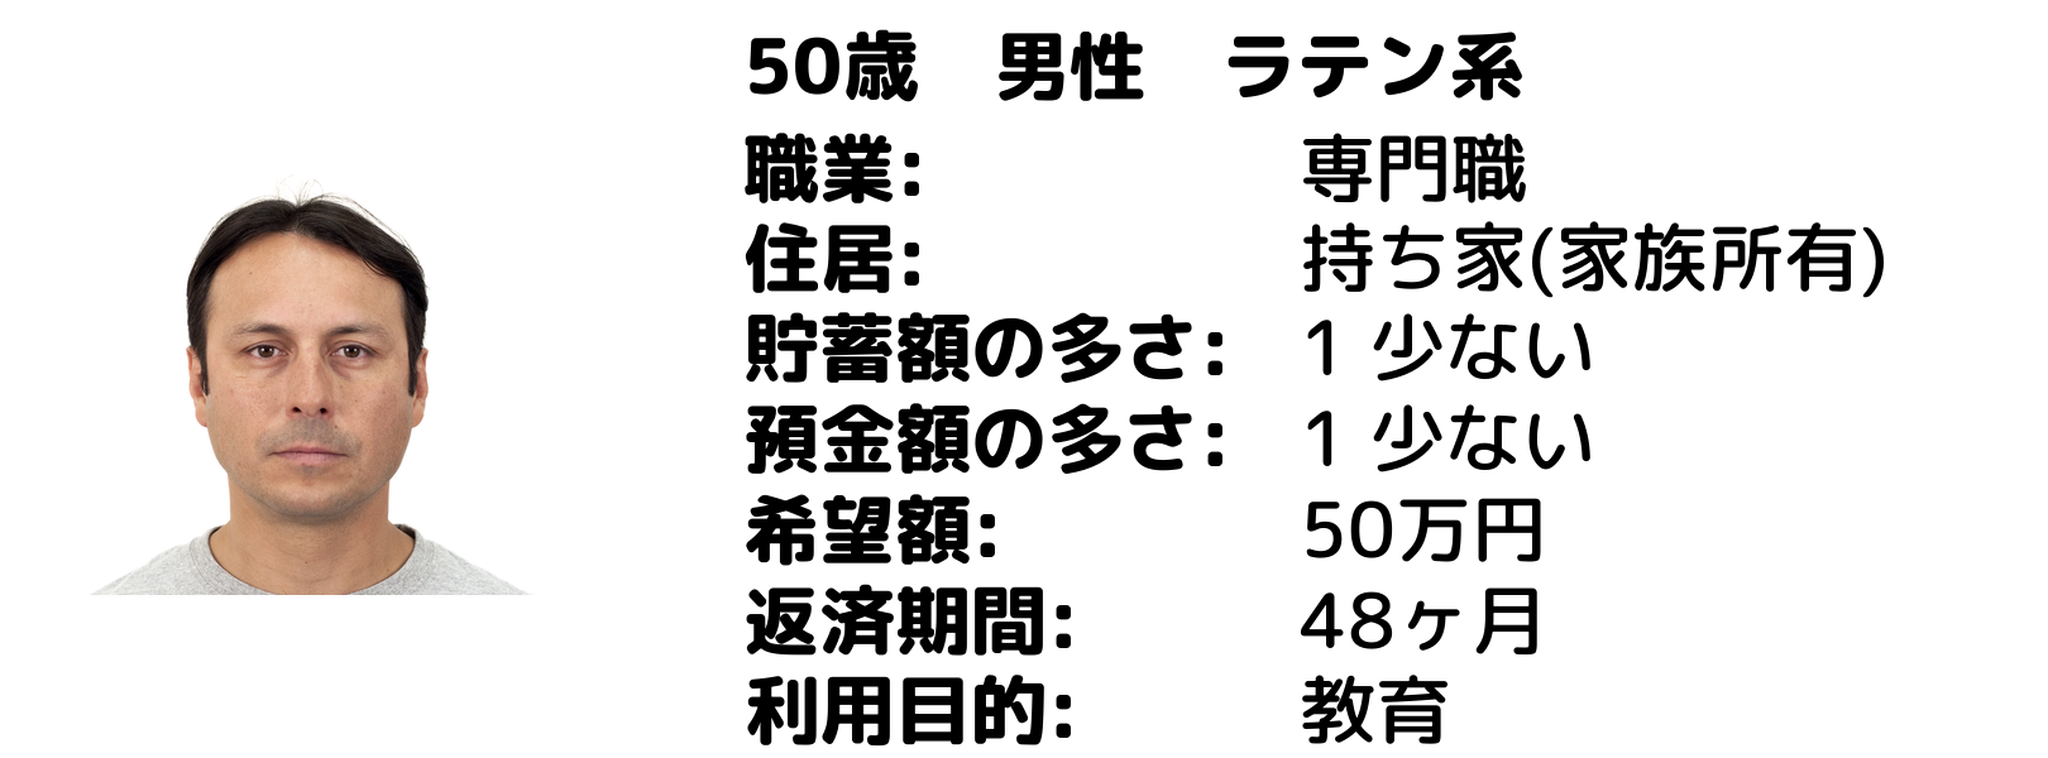 50歳　男性　ラテン系
職業: 専門職
住居: 持ち家(家族所有)
貯蓄額の多さ: 1 少ない
預金額の多さ: 1 少ない
希望額: 50万円
返済期間: 48ヶ月
利用目的: 教育